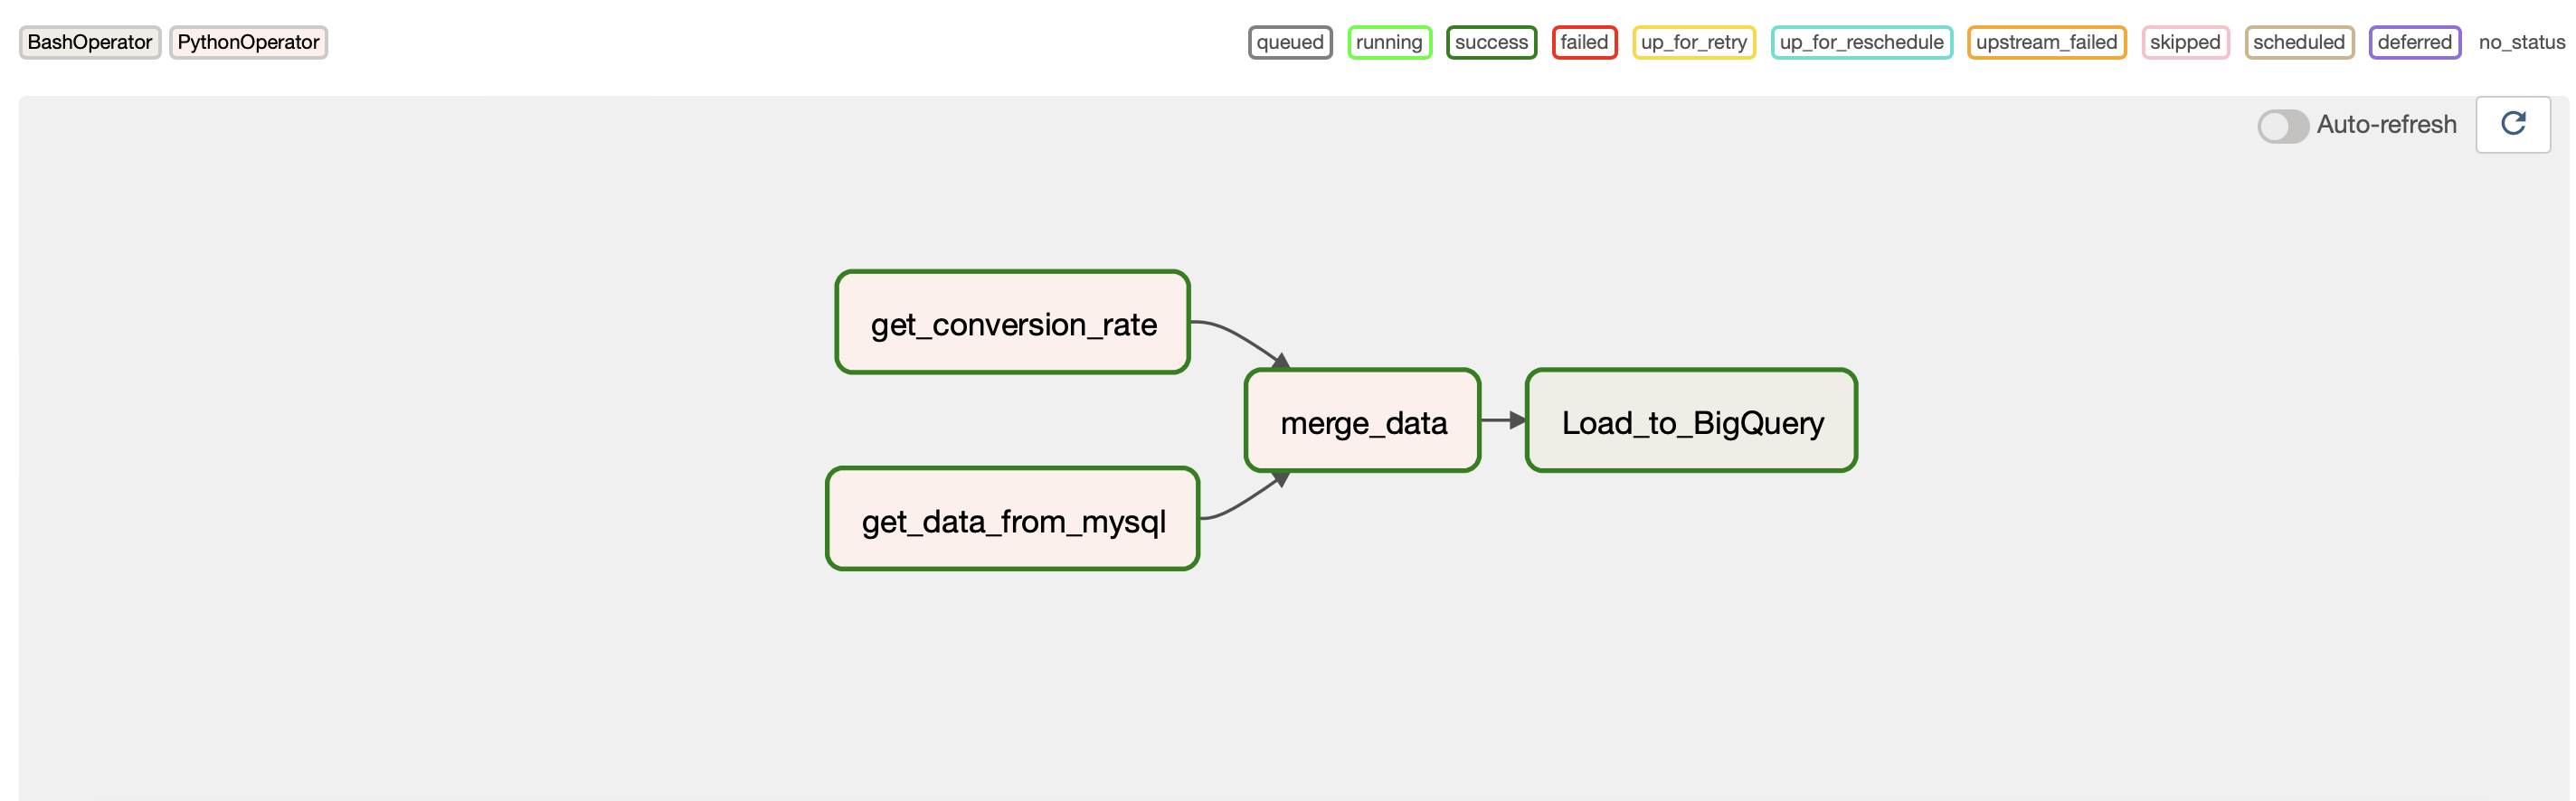 BashOperator PythonOperator queued running success failed up_for_retry up_for_reschedule upstream_failed skipped scheduled deferred no_status
Auto-refresh
get_conversion_rate
merge_data Load_to_BigQuery
get_data_from_mysql